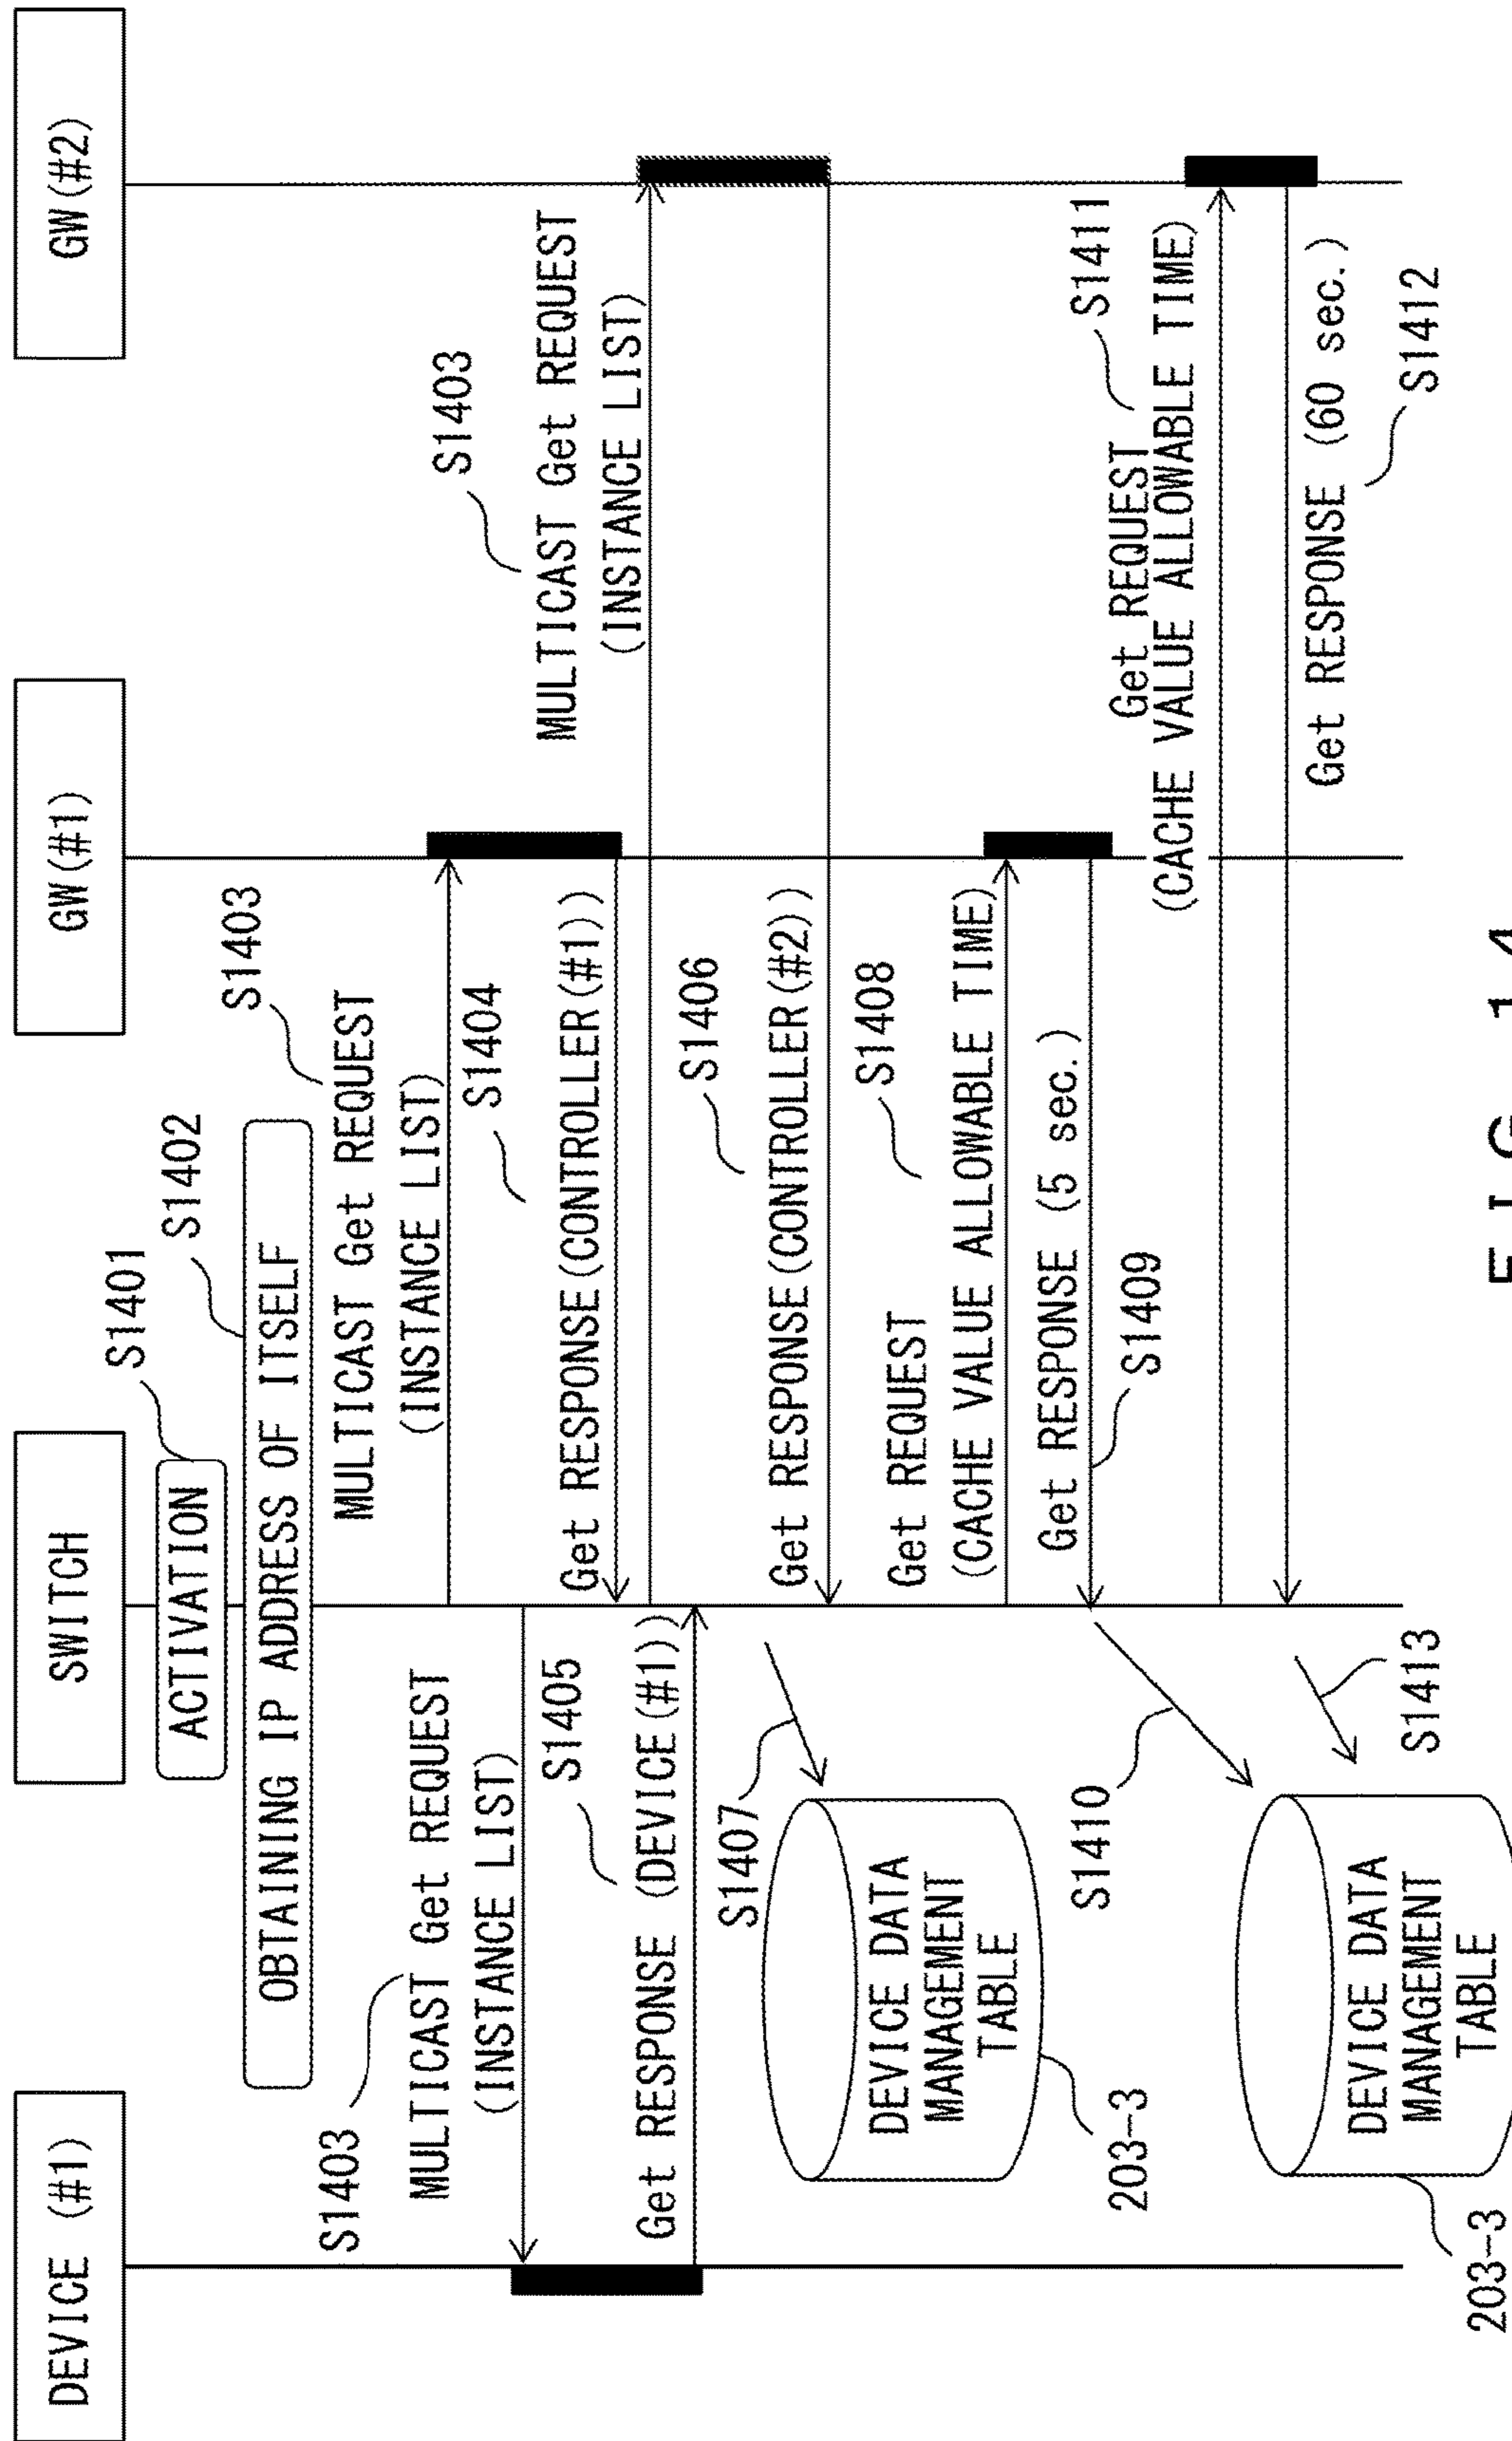 DEVICE (#1)
SWITCH
GW(#1)
GW(#2)
ACTIVATION
S1401
OBTAINING IP ADDRESS OF ITSELF
S1402
S1403
MULTICAST Get REQUEST
(INSTANCE LIST)
S1403
MULTICAST Get REQUEST
(INSTANCE LIST)
S1404
Get RESPONSE(CONTROLLER(#1))
S1403
MULTICAST Get REQUEST
(INSTANCE LIST)
S1405
Get RESPONSE (DEVICE(#1))
S1406
Get RESPONSE(CONTROLLER(#2))
S1407
DEVICE DATA
MANAGEMENT
TABLE
203-3
S1408
Get REQUEST
(CACHE VALUE ALLOWABLE TIME)
Get RESPONSE (5 sec.)
S1409
S1410
S1411
Get REQUEST
(CACHE VALUE ALLOWABLE TIME)
Get RESPONSE (60 sec.)
S1412
S1413
DEVICE DATA
MANAGEMENT
TABLE
203-3
FIG. 14